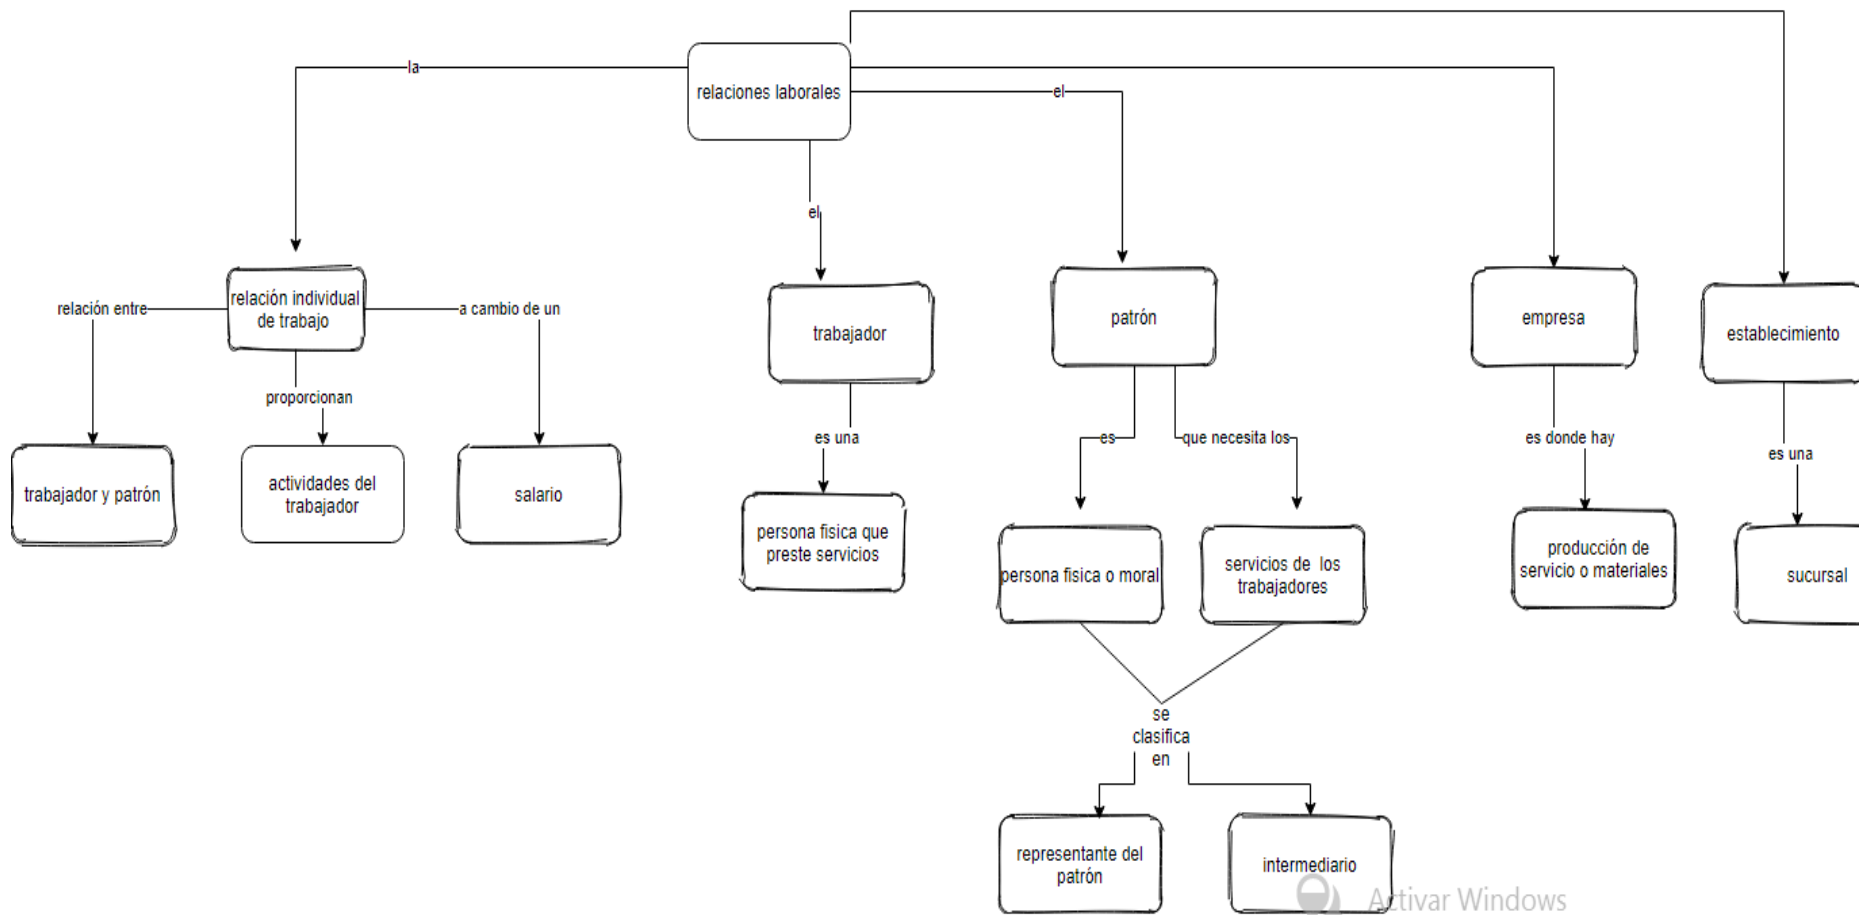 relaciones laborales
la
el
el
relación individual
de trabajo
relación entre
a cambio de un
proporcionan
trabajador y patrón
actividades del
trabajador
salario
trabajador
es una
persona fisica que
preste servicios
patrón
es
que necesita los
persona fisica o moral
servicios de los
trabajadores
se
clasifica
en
representante del
patrón
intermediario
empresa
es donde hay
producción de
servicio o materiales
establecimiento
es una
sucursal
Activar Windows